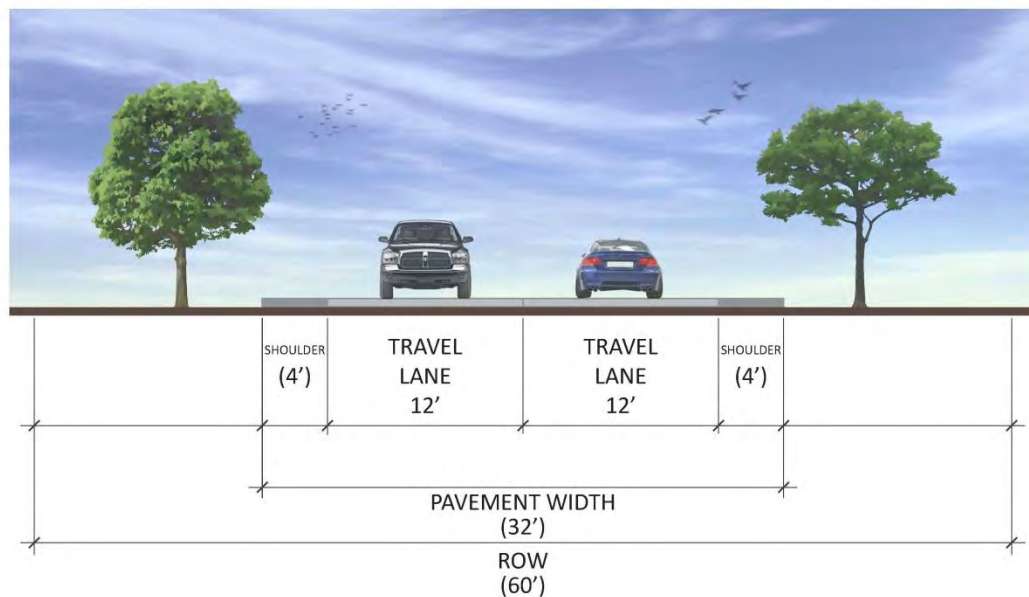 SHOULDER
(4’)
TRAVEL
LANE
12’
TRAVEL
LANE
12’
SHOULDER
(4’)
PAVEMENT WIDTH
(32’)
ROW
(60’)